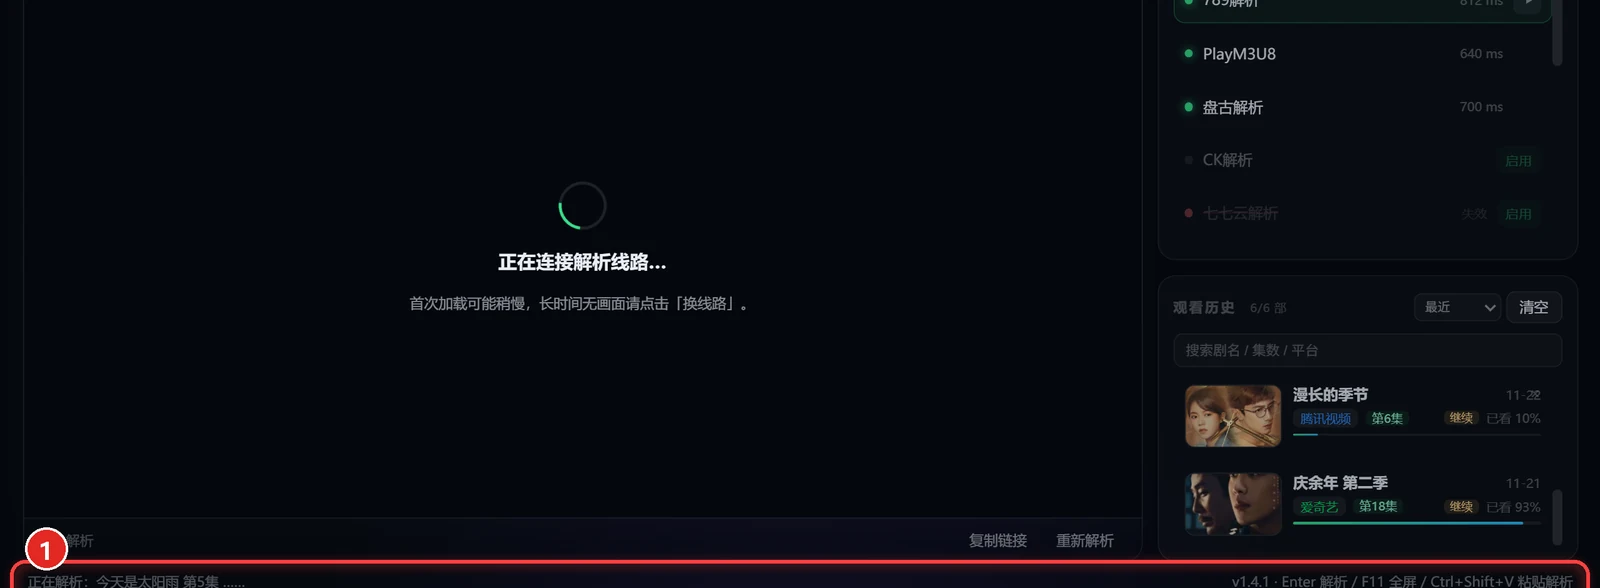 789解析 812 ms
PlayM3U8 640 ms
盘古解析 700 ms
CK解析 启用
七七云解析 失效 启用
正在连接解析线路...
首次加载可能稍慢，长时间无画面请点击「换线路」。
观看历史 6/6 部 最近 清空
搜索剧名 / 集数 / 平台
漫长的季节 11-22
腾讯视频 第6集 继续 已看 10%
庆余年 第二季 11-21
爱奇艺 第18集 继续 已看 93%
解析 复制链接 重新解析
1
正在解析：今天是太阳雨 第5集 ......
v1.4.1 · Enter 解析 / F11 全屏 / Ctrl+Shift+V 粘贴解析